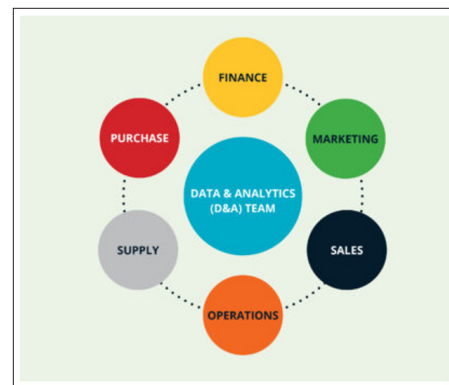 FINANCE
PURCHASE
MARKETING
DATA & ANALYTICS
(D&A) TEAM
SUPPLY
SALES
OPERATIONS